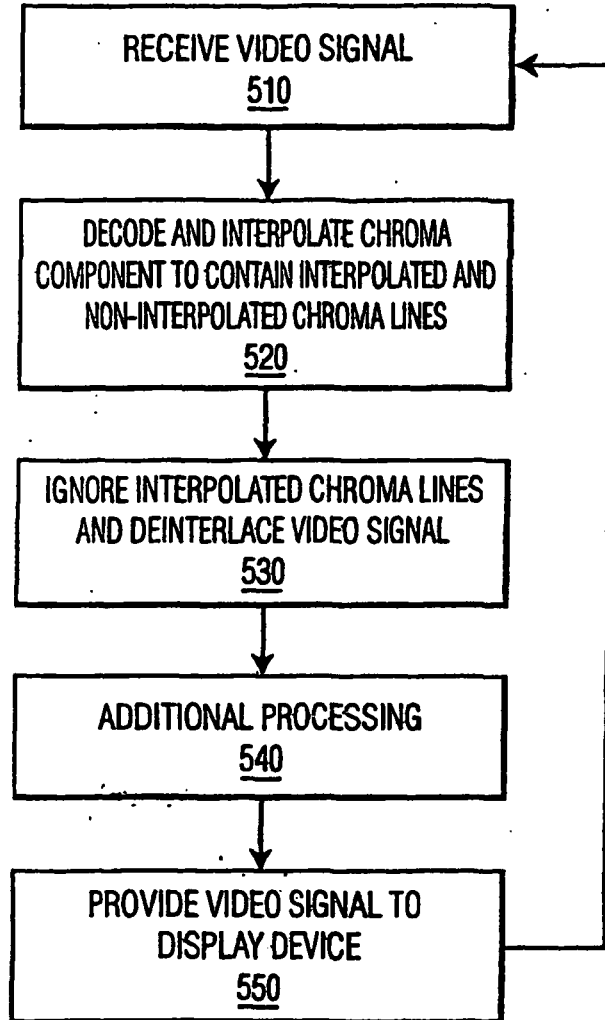 RECEIVE VIDEO SIGNAL
510
DECODE AND INTERPOLATE CHROMA
COMPONENT TO CONTAIN INTERPOLATED AND
NON-INTERPOLATED CHROMA LINES
520
IGNORE INTERPOLATED CHROMA LINES
AND DEINTERLACE VIDEO SIGNAL
530
ADDITIONAL PROCESSING
540
PROVIDE VIDEO SIGNAL TO
DISPLAY DEVICE
550